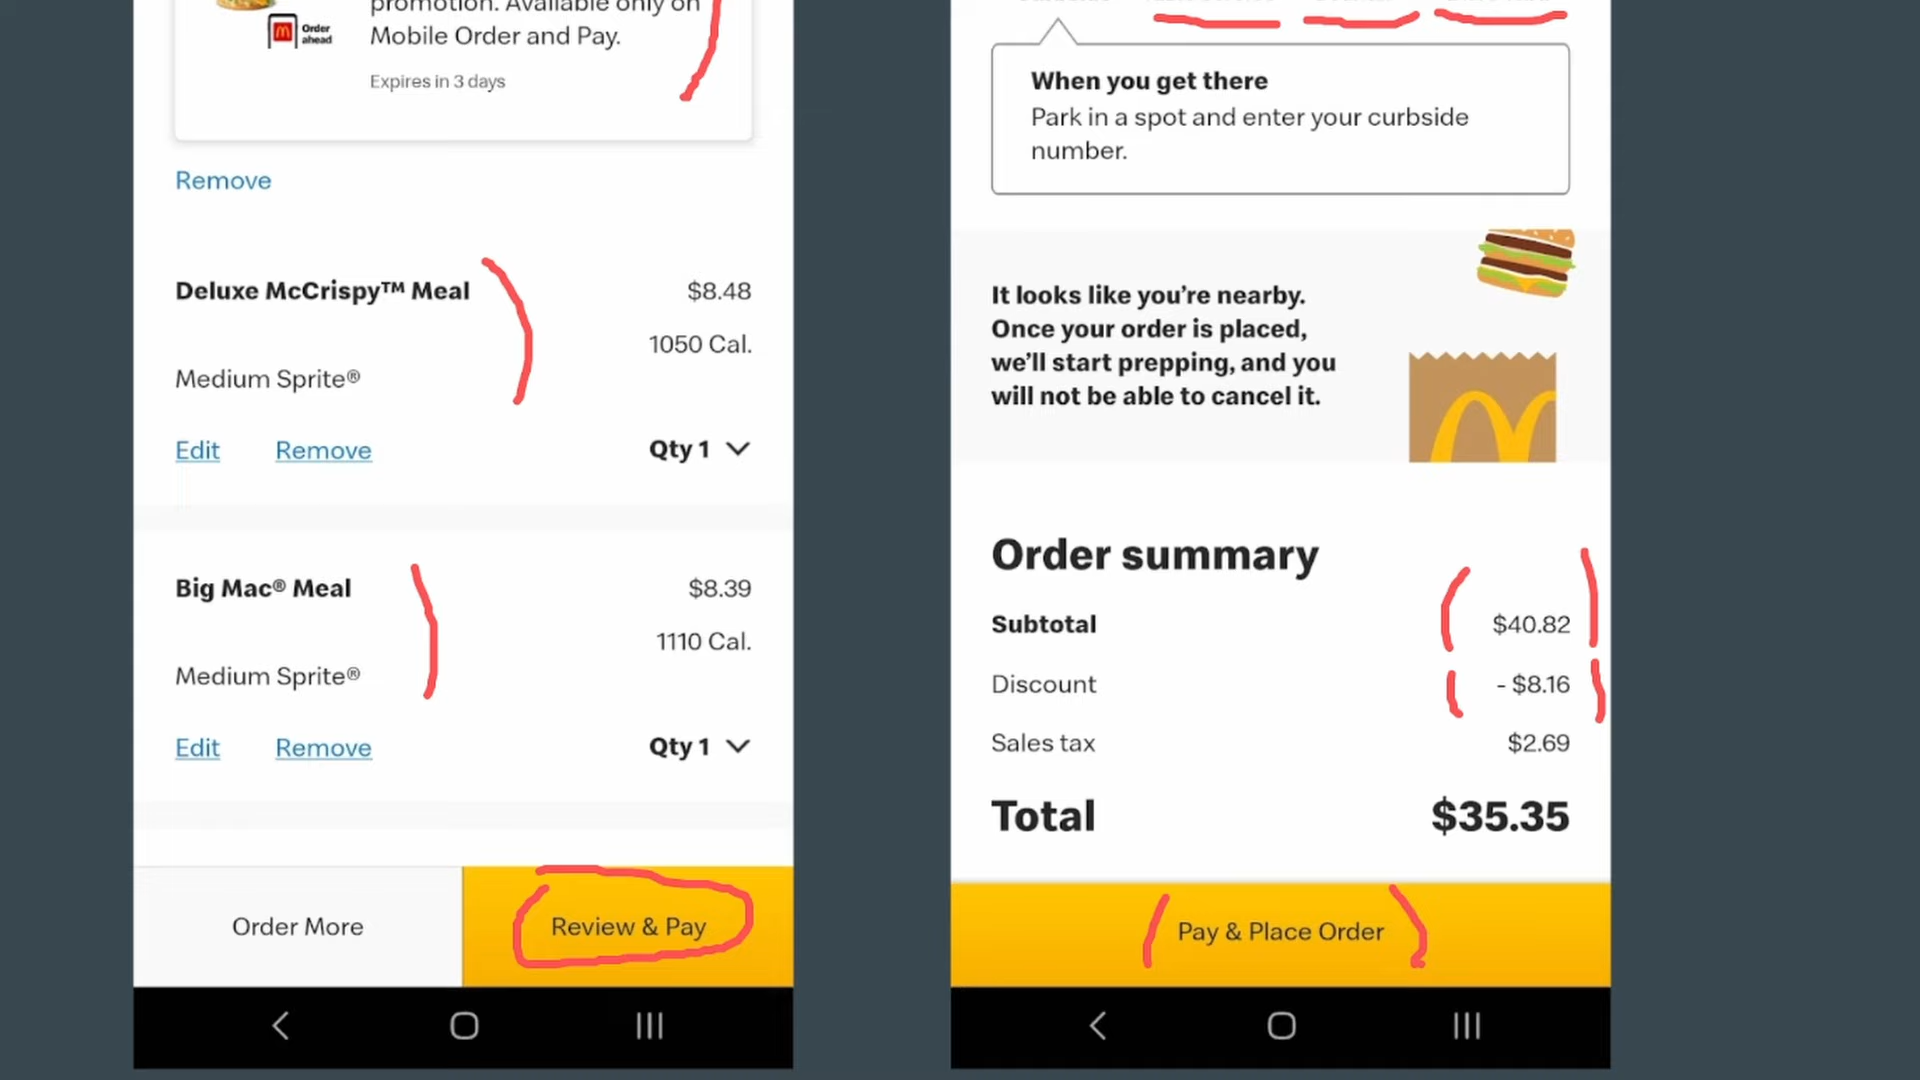 promotion. Available only on
Mobile Order and Pay.
Order
ahead
Expires in 3 days
Remove
Deluxe McCrispy™ Meal
$8.48
1050 Cal.
Medium Sprite®
Edit
Remove
Qty 1
Big Mac® Meal
$8.39
1110 Cal.
Medium Sprite®
Edit
Remove
Qty 1
Order More
Review & Pay
When you get there
Park in a spot and enter your curbside
number.
It looks like you’re nearby.
Once your order is placed,
we’ll start prepping, and you
will not be able to cancel it.
Order summary
Subtotal
$40.82
Discount
- $8.16
Sales tax
$2.69
Total
$35.35
Pay & Place Order